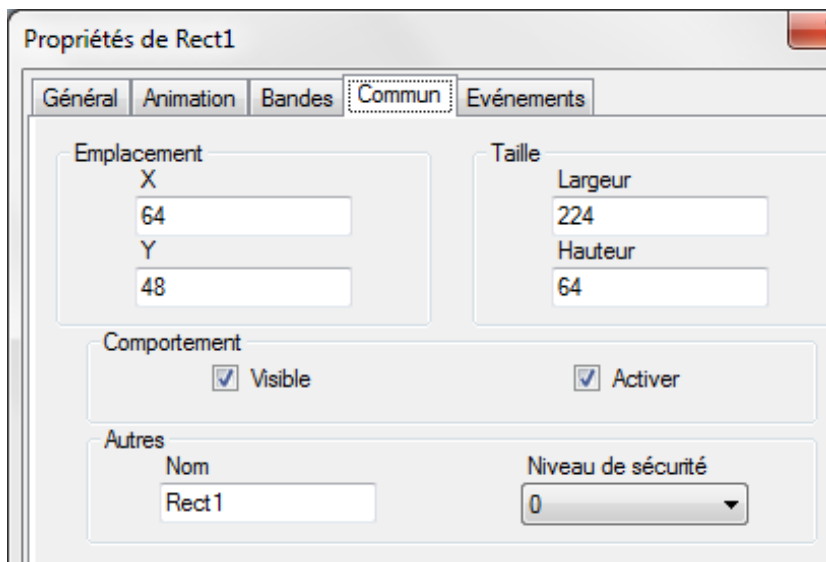 Propriétés de Rect1
Général Animation Bandes Commun Evénements
Emplacement Taille
X Largeur
64 224
Y Hauteur
48 64
Comportement
Visible Activer
Autres
Nom Niveau de sécurité
Rect1 0